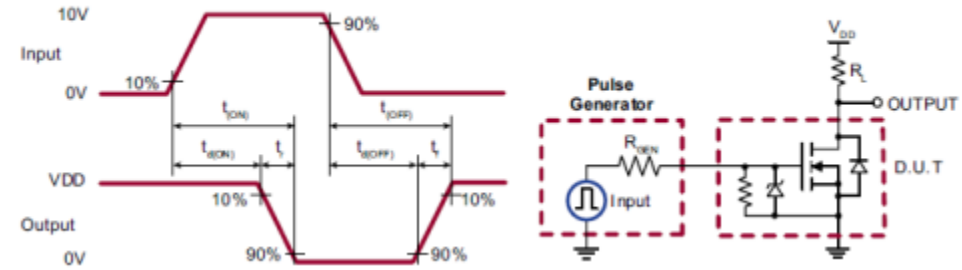 10V
90%
Input
10%
0V
t(ON)
t(OFF)
td(ON)
tr
td(OFF)
tf
VDD
10%
10%
Output
90%
90%
0V
VDD
RL
Pulse
Generator
OUTPUT
RGEN
D.U.T
Input